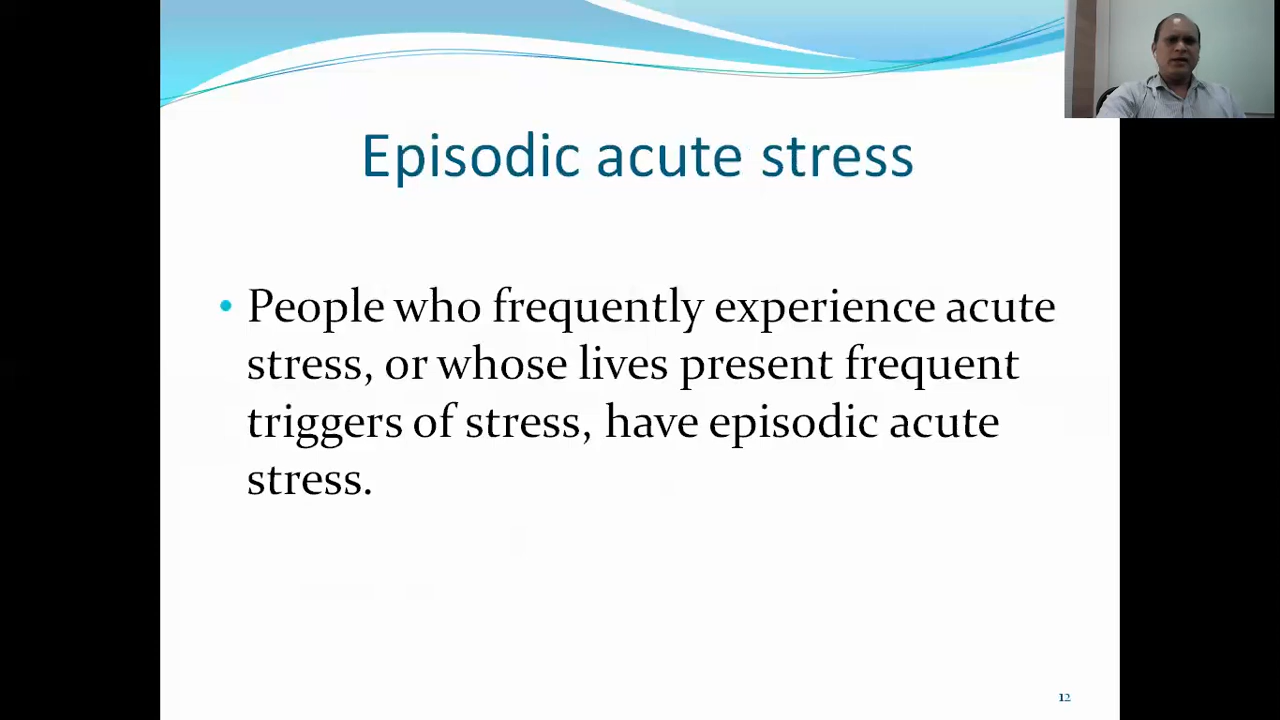 Episodic acute stress
• People who frequently experience acute
stress, or whose lives present frequent
triggers of stress, have episodic acute
stress.
12